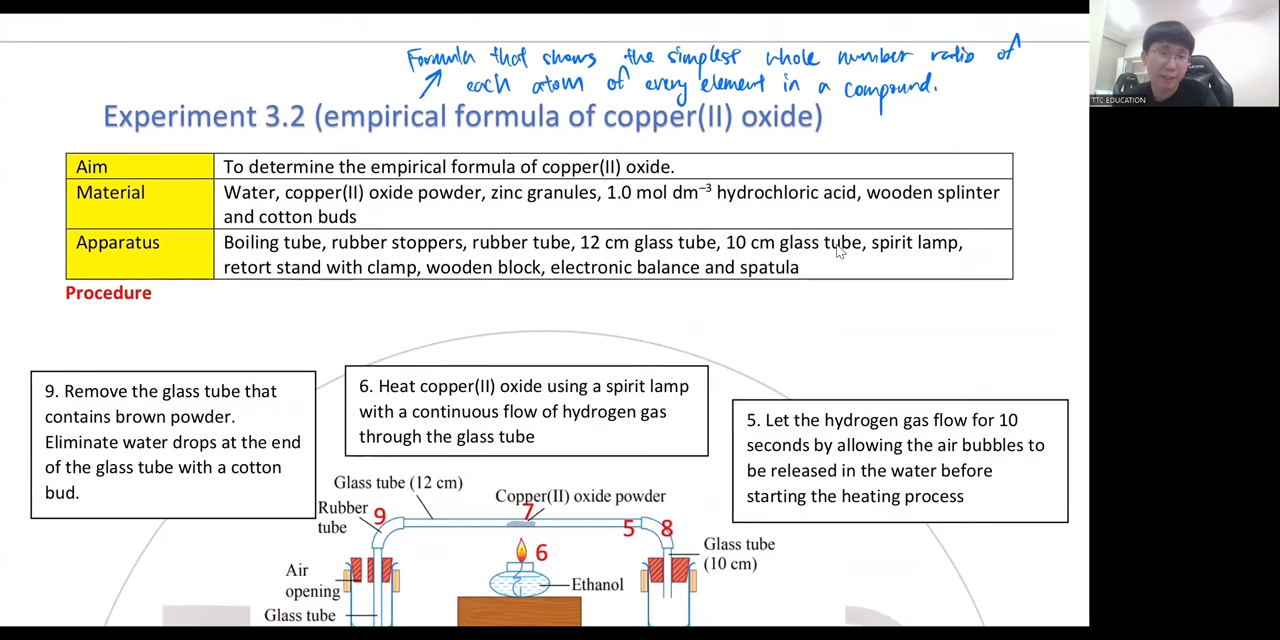 Formula that shows the simplest whole number ratio of
each atom of every element in a compound.
TTC EDUCATION
Experiment 3.2 (empirical formula of copper(II) oxide)
Aim To determine the empirical formula of copper(II) oxide.
Material Water, copper(II) oxide powder, zinc granules, 1.0 mol dm⁻³ hydrochloric acid, wooden splinter
and cotton buds
Apparatus Boiling tube, rubber stoppers, rubber tube, 12 cm glass tube, 10 cm glass tube, spirit lamp,
retort stand with clamp, wooden block, electronic balance and spatula
Procedure
9. Remove the glass tube that
contains brown powder.
Eliminate water drops at the end
of the glass tube with a cotton
bud.
6. Heat copper(II) oxide using a spirit lamp
with a continuous flow of hydrogen gas
through the glass tube
5. Let the hydrogen gas flow for 10
seconds by allowing the air bubbles to
be released in the water before
starting the heating process
Glass tube (12 cm)
Copper(II) oxide powder
Rubber
tube
9
7
5
8
6
Glass tube
(10 cm)
Air
opening
Ethanol
Glass tube